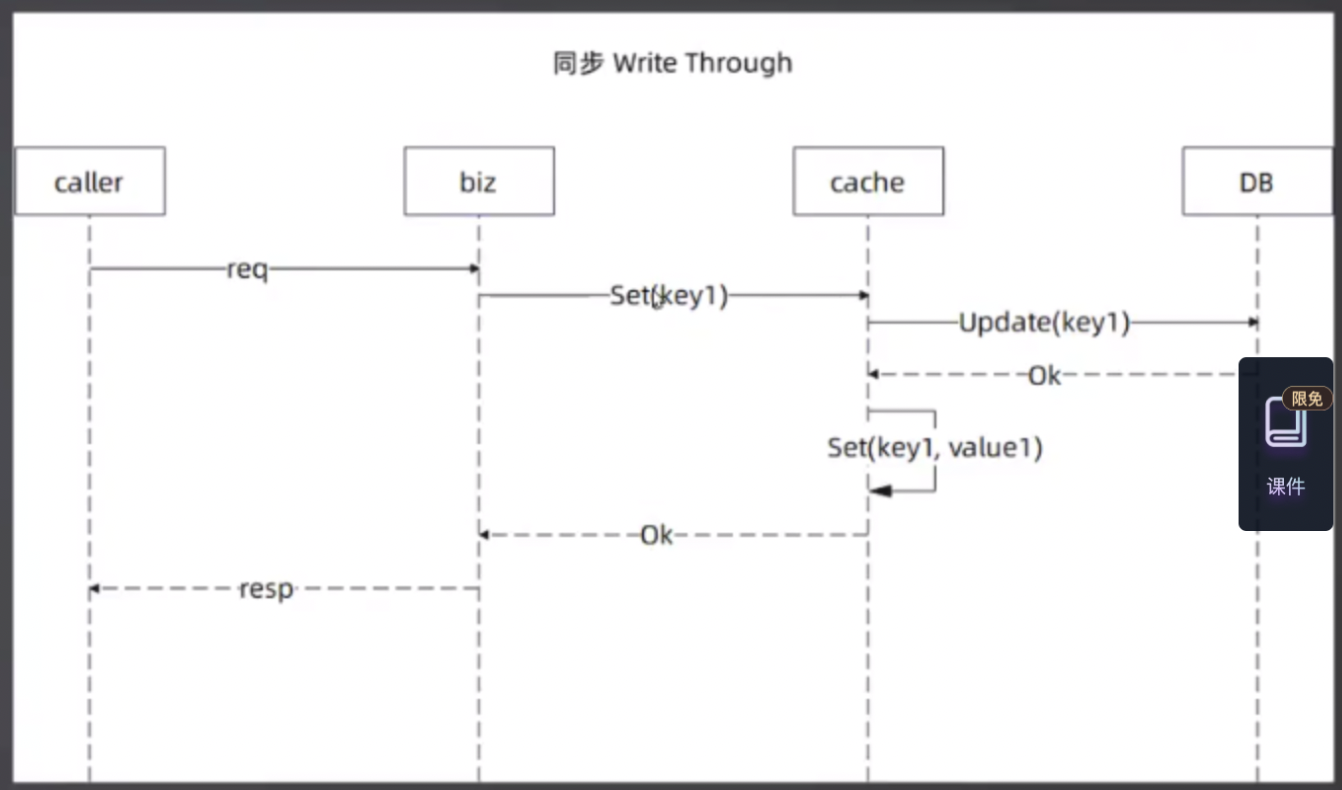 同步 Write Through
caller
biz
cache
DB
req
Set(key1)
Update(key1)
Ok
限免
Set(key1, value1)
课件
Ok
resp